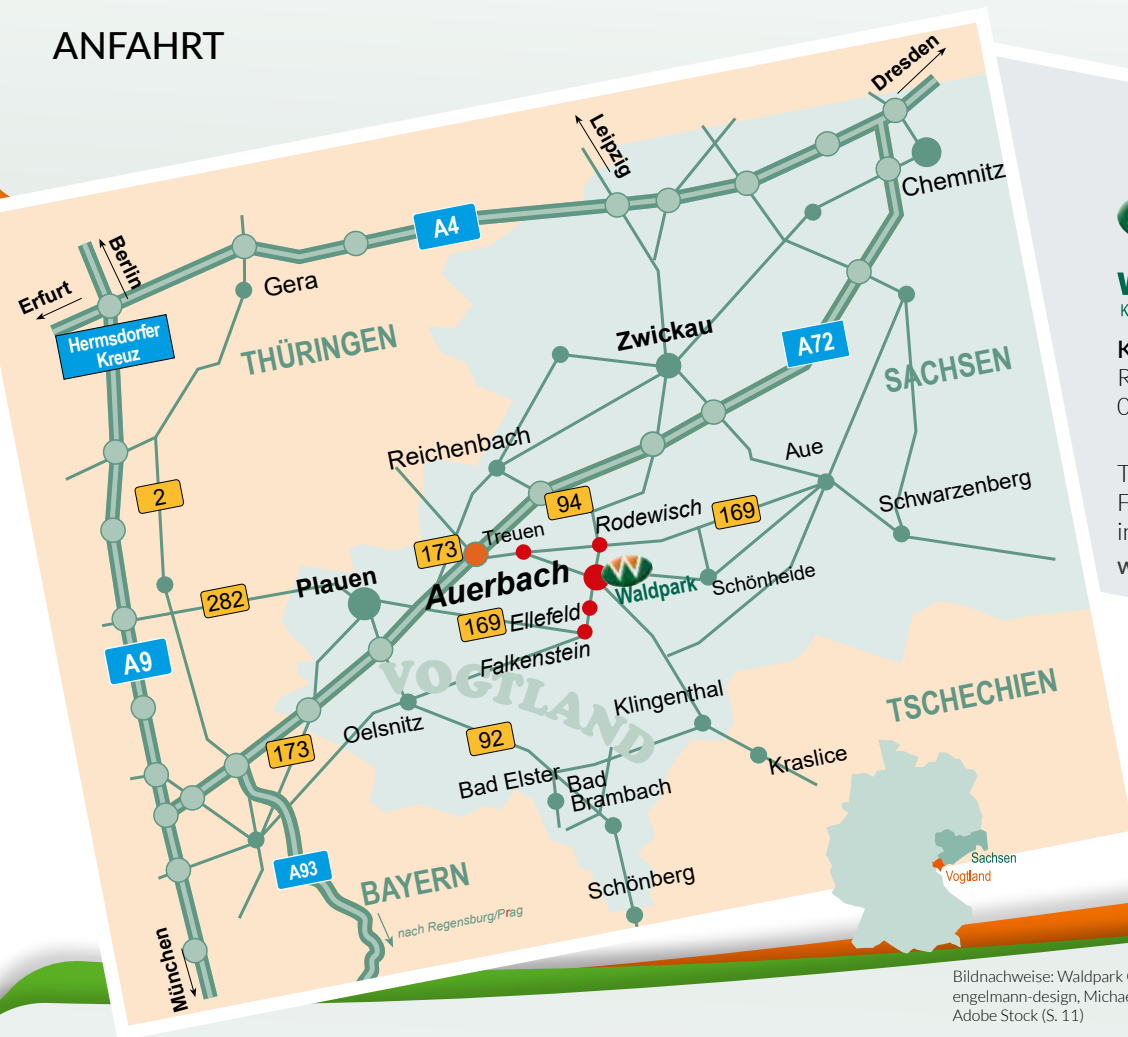 ANFAHRT
Dresden
Leipzig
Chemnitz
A4
Berlin
Erfurt
Gera
Hermsdorfer
Kreuz
THÜRINGEN
Zwickau
A72
SACHSEN
Reichenbach
Aue
2
94
Schwarzenberg
Rodewisch
169
173
Treuen
Plauen
Auerbach
W
Waldpark
Schönheide
282
169
Ellefeld
A9
Falkenstein
VOGTLAND
Klingenthal
TSCHECHIEN
Oelsnitz
92
173
Kraslice
Bad Elster
Bad
Brambach
A93
BAYERN
Schönberg
Sachsen
Vogtland
nach Regensburg/Prag
München
W
K
K
R
0
T
F
in
w
Bildnachweise: Waldpark
engelmann-design, Michae
Adobe Stock (S. 11)